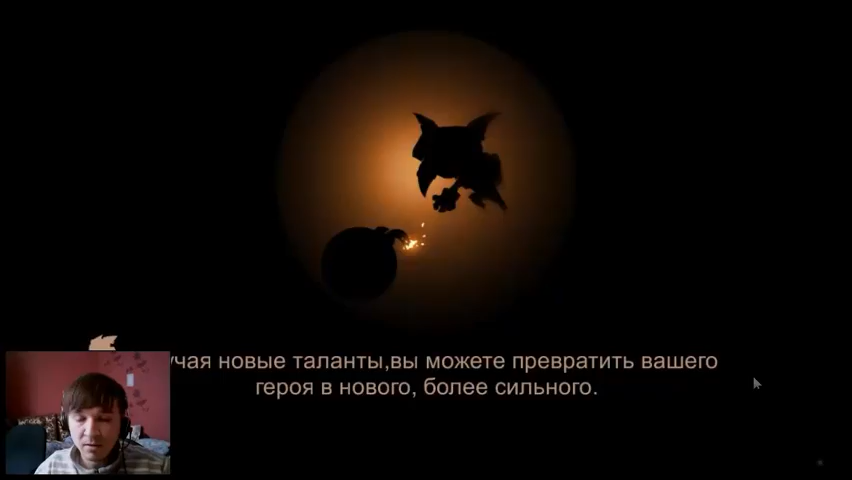 новые таланты,вы можете превратить вашего
героя в нового, более сильного.